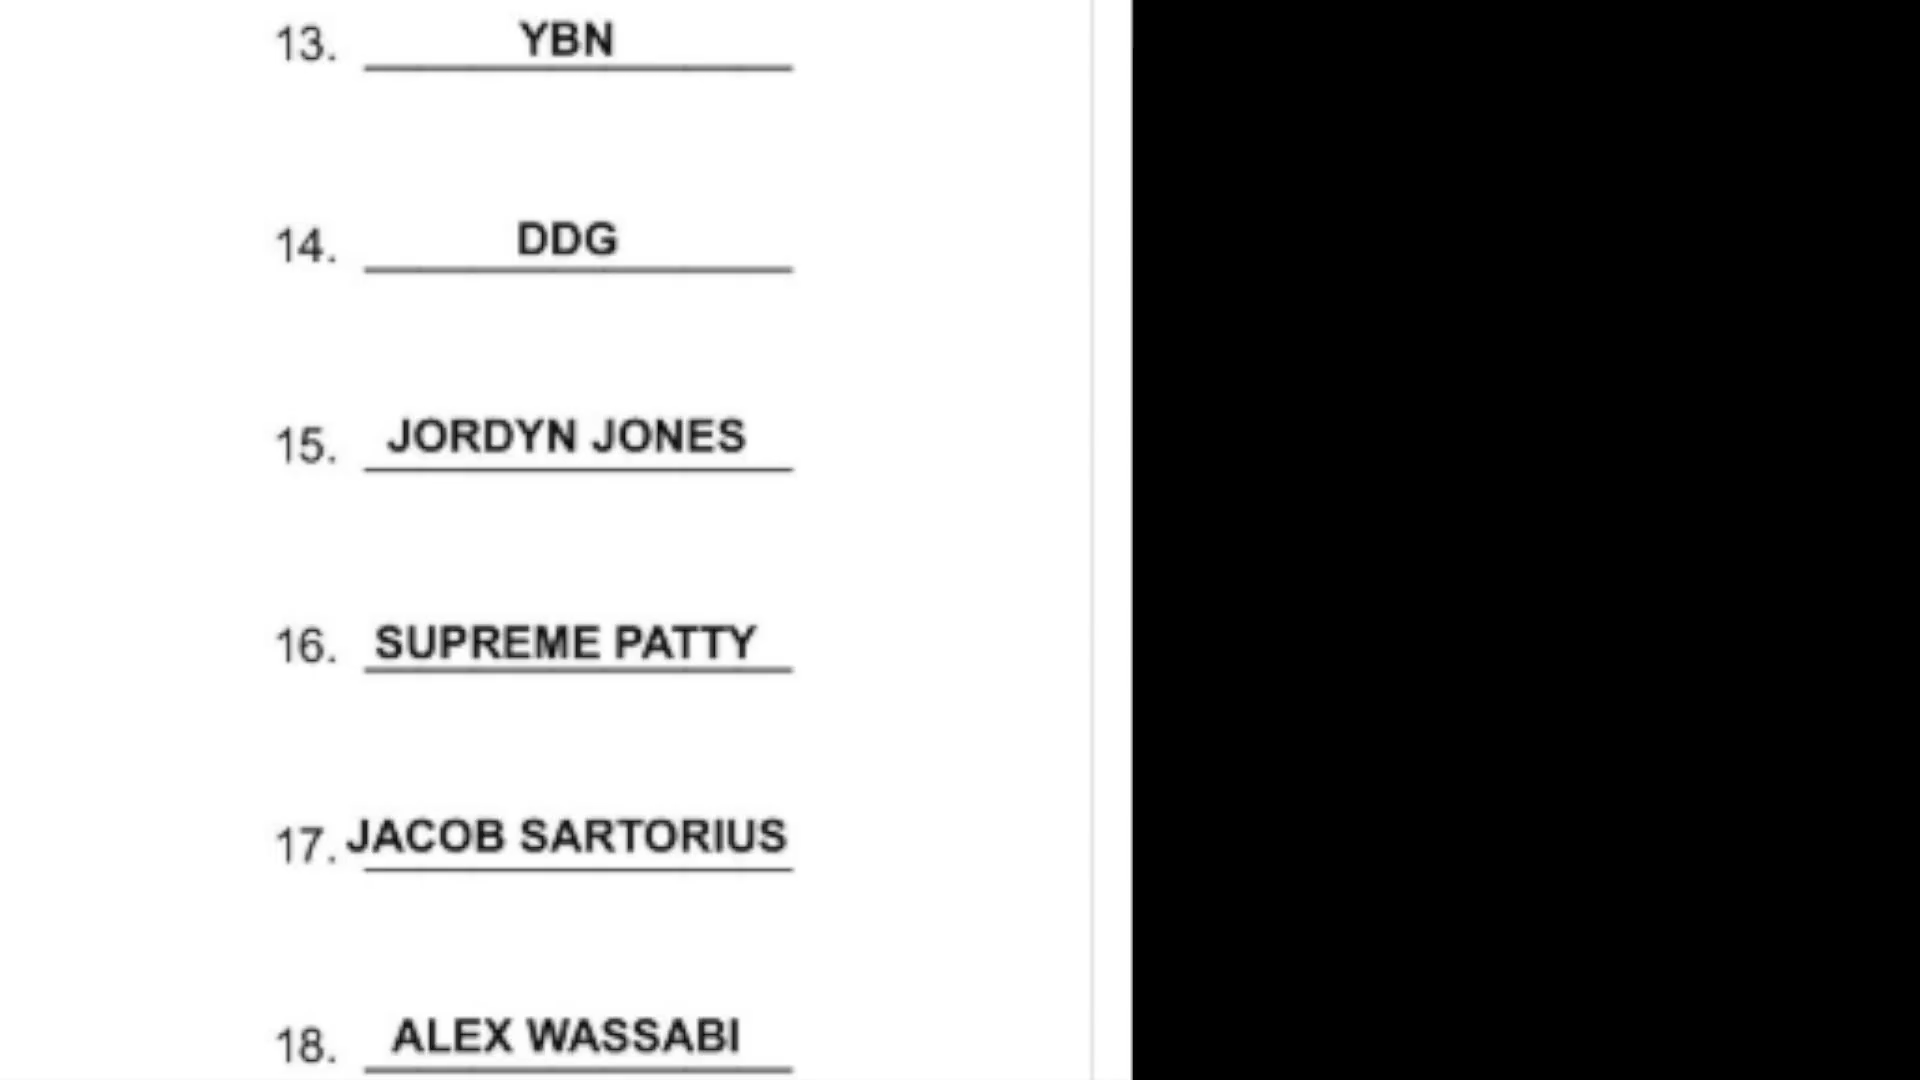 13. YBN
14. DDG
15. JORDYN JONES
16. SUPREME PATTY
17. JACOB SARTORIUS
18. ALEX WASSABI